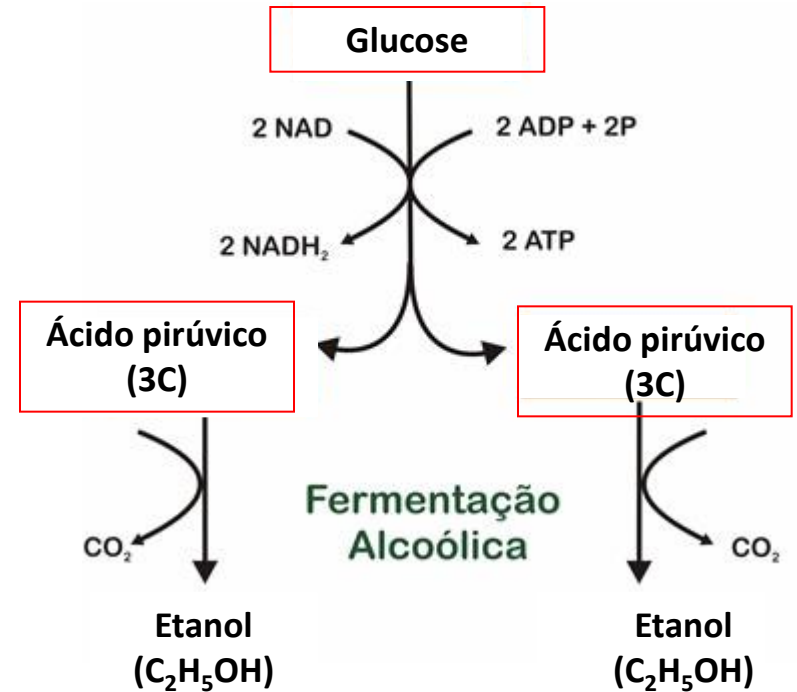 Glucose
2 NAD
2 ADP + 2P
2 NADH₂
2 ATP
Ácido pirúvico
(3C)
Ácido pirúvico
(3C)
Fermentação
Alcoólica
CO₂
CO₂
Etanol
(C₂H₅OH)
Etanol
(C₂H₅OH)